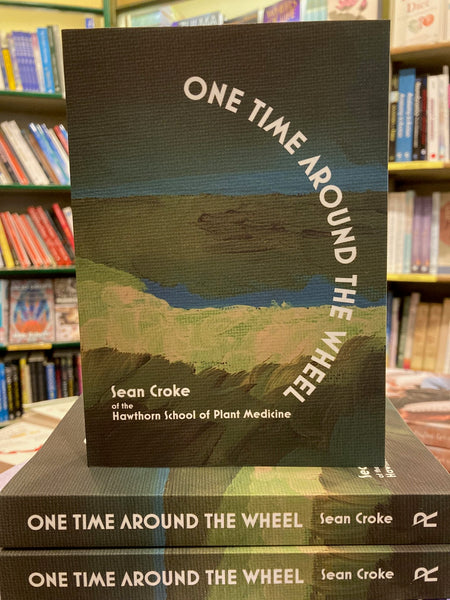 ONE TIME AROUND THE WHEEL
Sean Croke
of the
Hawthorn School of Plant Medicine
ONE TIME AROUND THE WHEEL Sean Croke R
ONE TIME AROUND THE WHEEL Sean Croke R